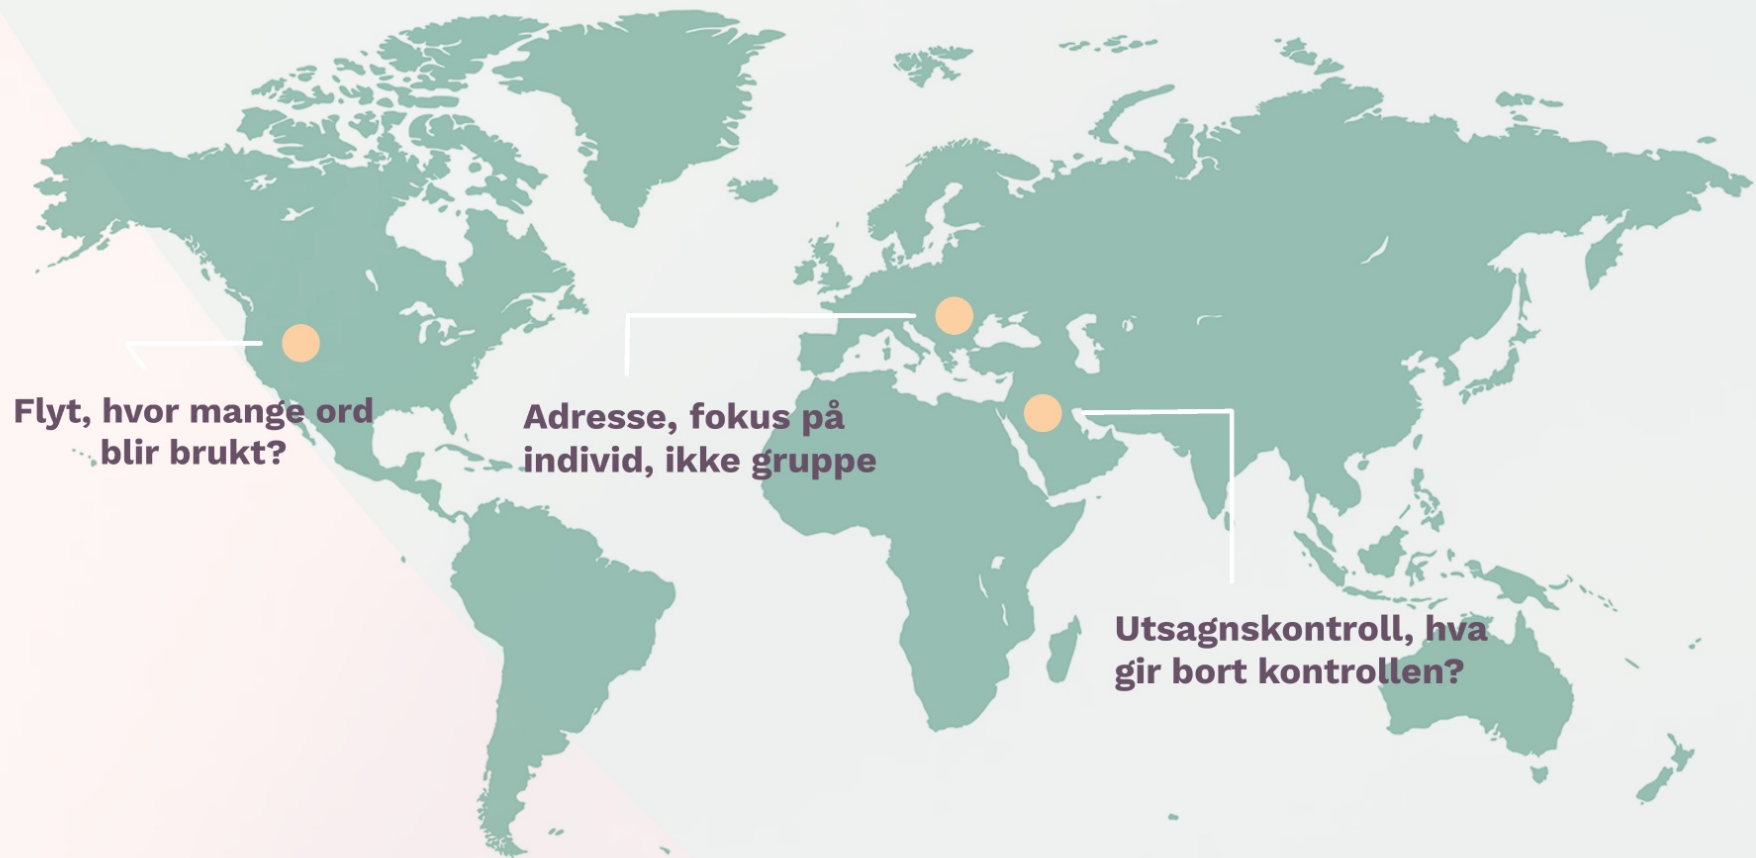 Flyt, hvor mange ord
blir brukt?
Adresse, fokus på
individ, ikke gruppe
Utsagnskontroll, hva
gir bort kontrollen?